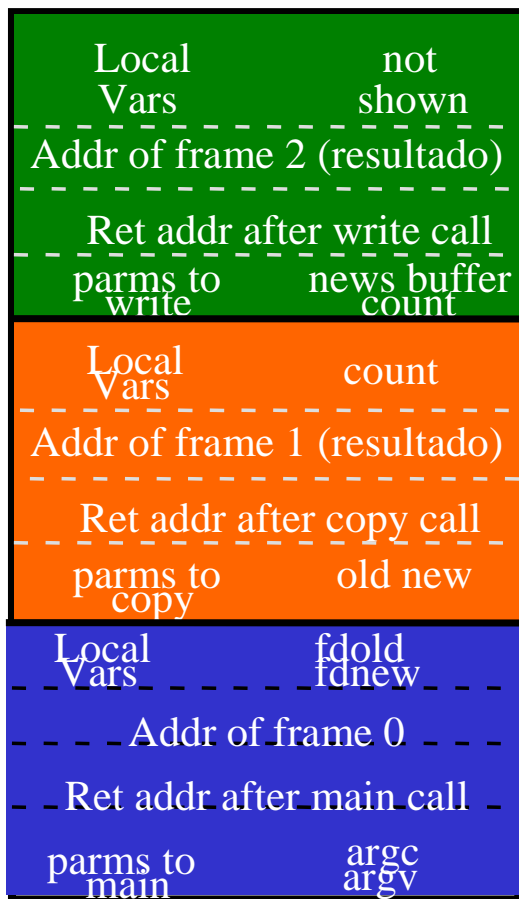 Local not
Vars shown
Addr of frame 2 (resultado)
Ret addr after write call
parms to news buffer
write count
Local
Vars count
Addr of frame 1 (resultado)
Ret addr after copy call
parms to old new
copy
Local fdold
Vars fdnew
Addr of frame 0
Ret addr after main call
parms to argc
main argv